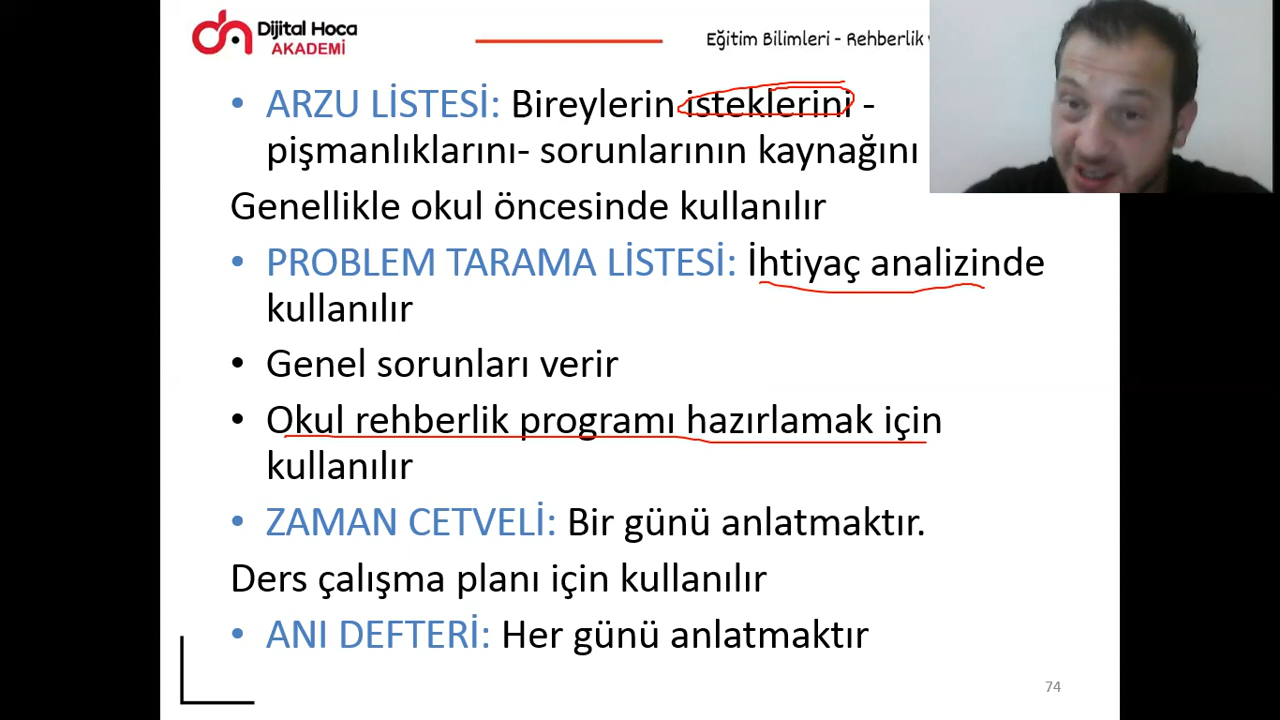 Dijital Hoca
AKADEMİ
Eğitim Bilimleri - Rehberlik
• ARZU LİSTESİ: Bireylerin isteklerini -
pişmanlıklarını- sorunlarının kaynağını
Genellikle okul öncesinde kullanılır
• PROBLEM TARAMA LİSTESİ: İhtiyaç analizinde
kullanılır
• Genel sorunları verir
• Okul rehberlik programı hazırlamak için
kullanılır
• ZAMAN CETVELİ: Bir günü anlatmaktır.
Ders çalışma planı için kullanılır
• ANI DEFTERİ: Her günü anlatmaktır
74